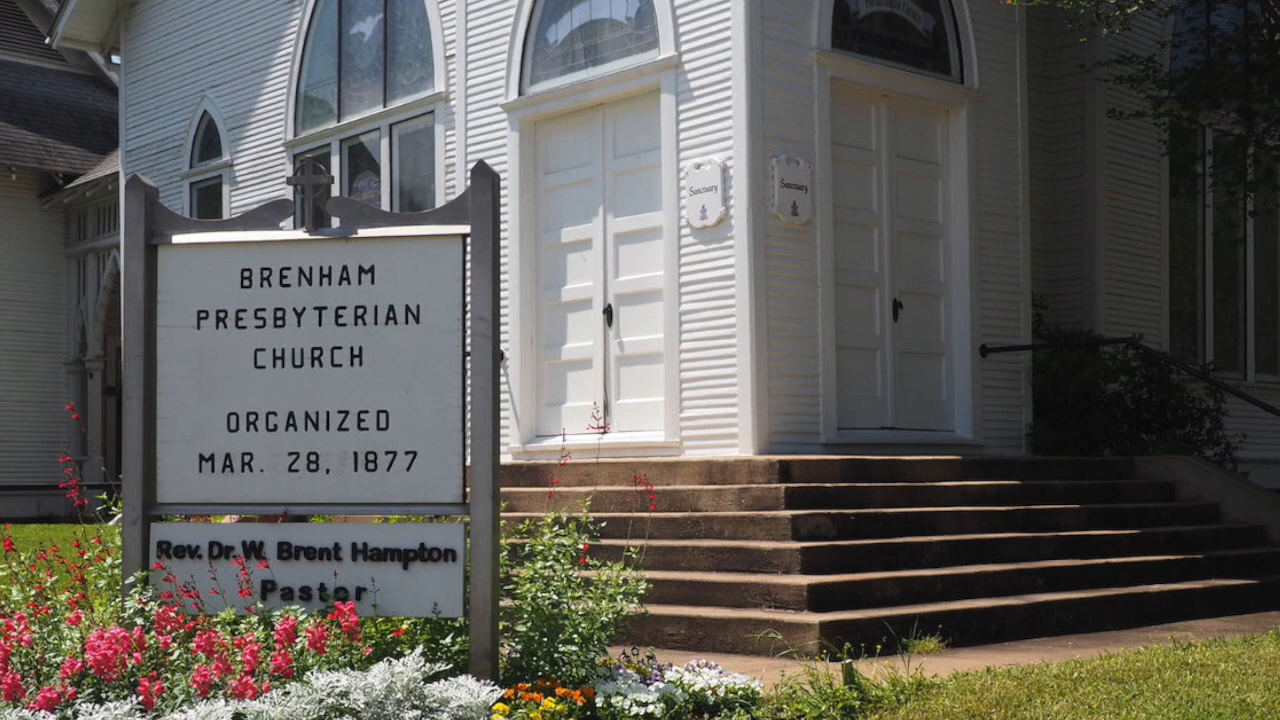 BRENHAM
PRESBYTERIAN
CHURCH
ORGANIZED
MAR. 28, 1877
Rev. Dr. W. Brent Hampton
Pastor
Sanctuary
Sanctuary